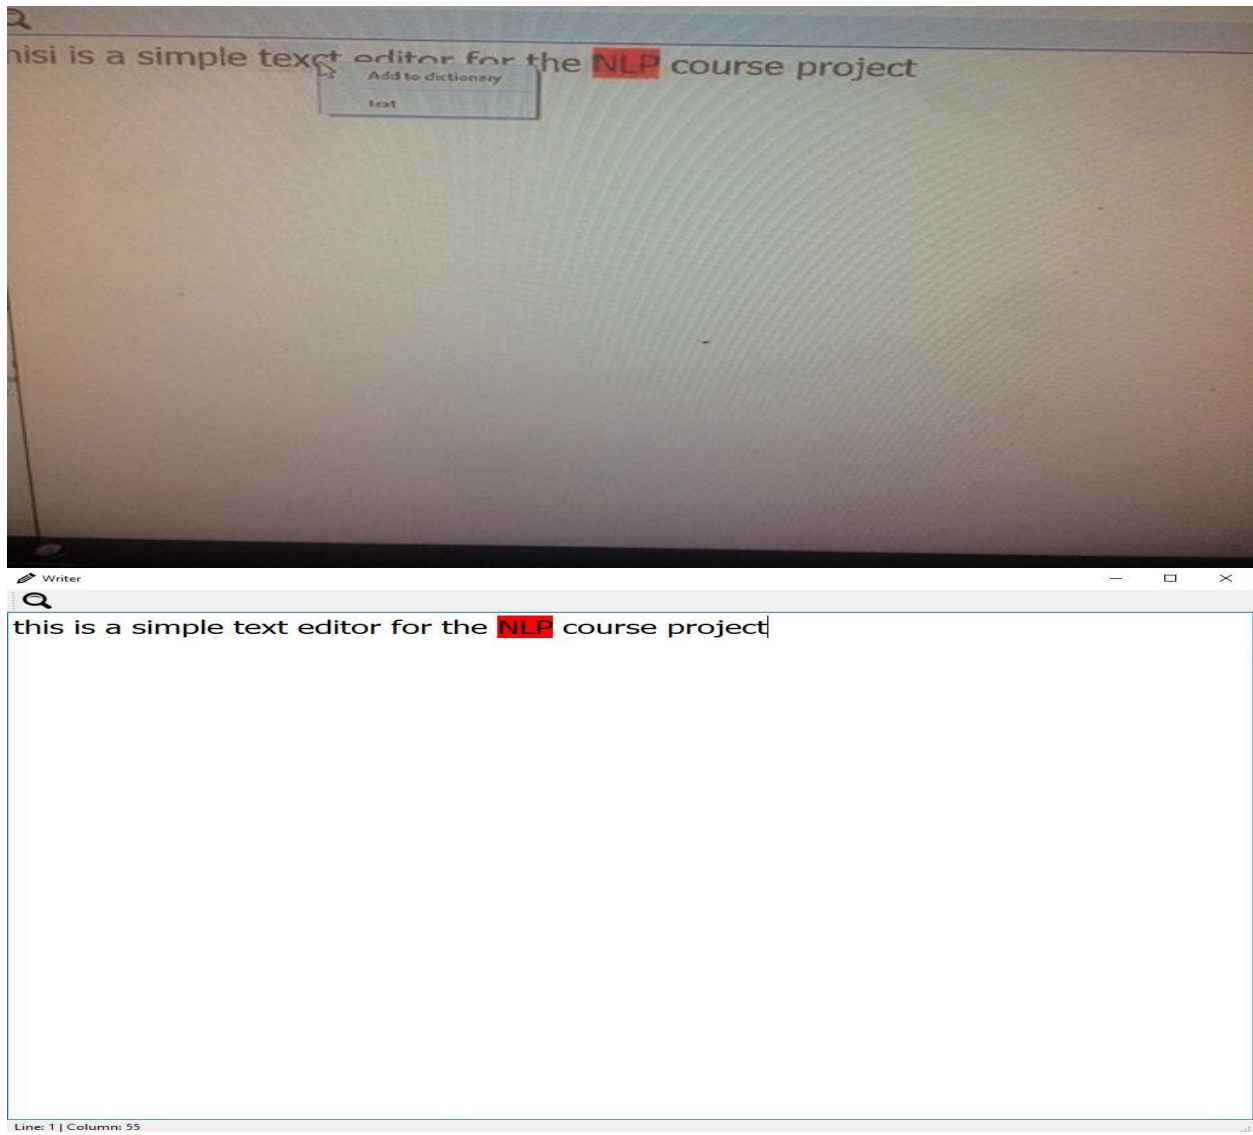 hisi is a simple texct editor for the NLP course project
Add to dictionary
text
Writer
this is a simple text editor for the NLP course project
Line: 1 | Column: 55